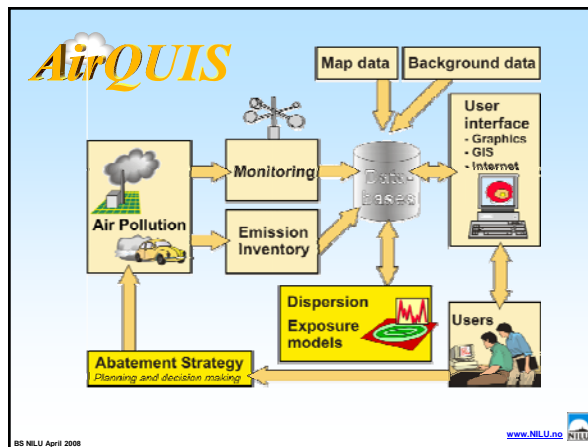 AirQUIS
Map data
Background data
User
interface
- Graphics
- GIS
- Internet
Monitoring
Data
bases
Air Pollution
Emission
Inventory
Dispersion
Exposure
models
Users
Abatement Strategy
Planning and decision making
www.NILU.no
NILU
BS NILU April 2008